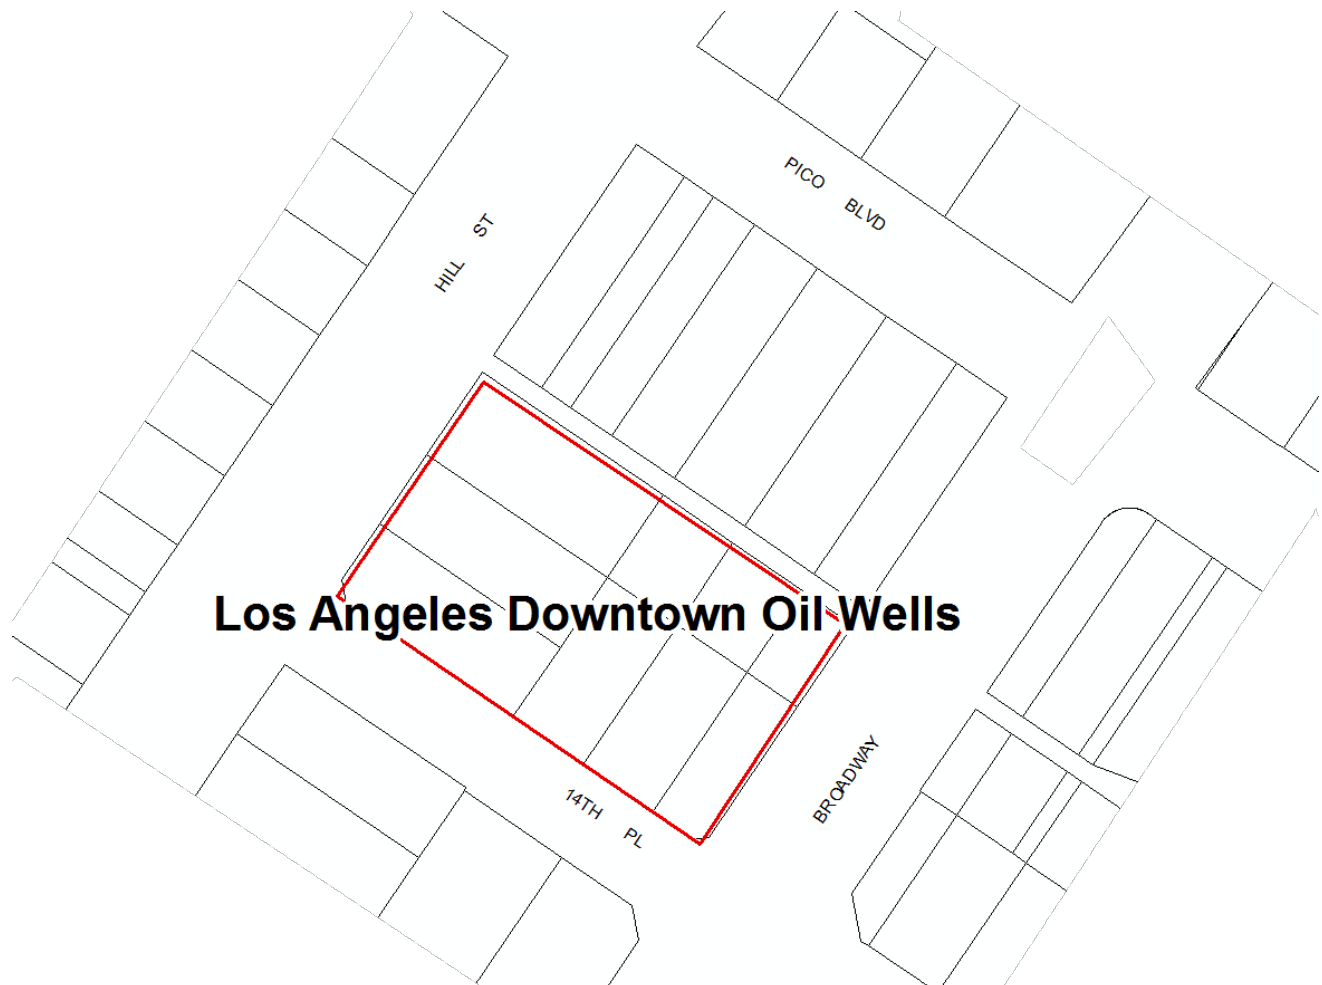 PICO BLVD
HILL ST
Los Angeles Downtown Oil Wells
BROADWAY
14TH PL